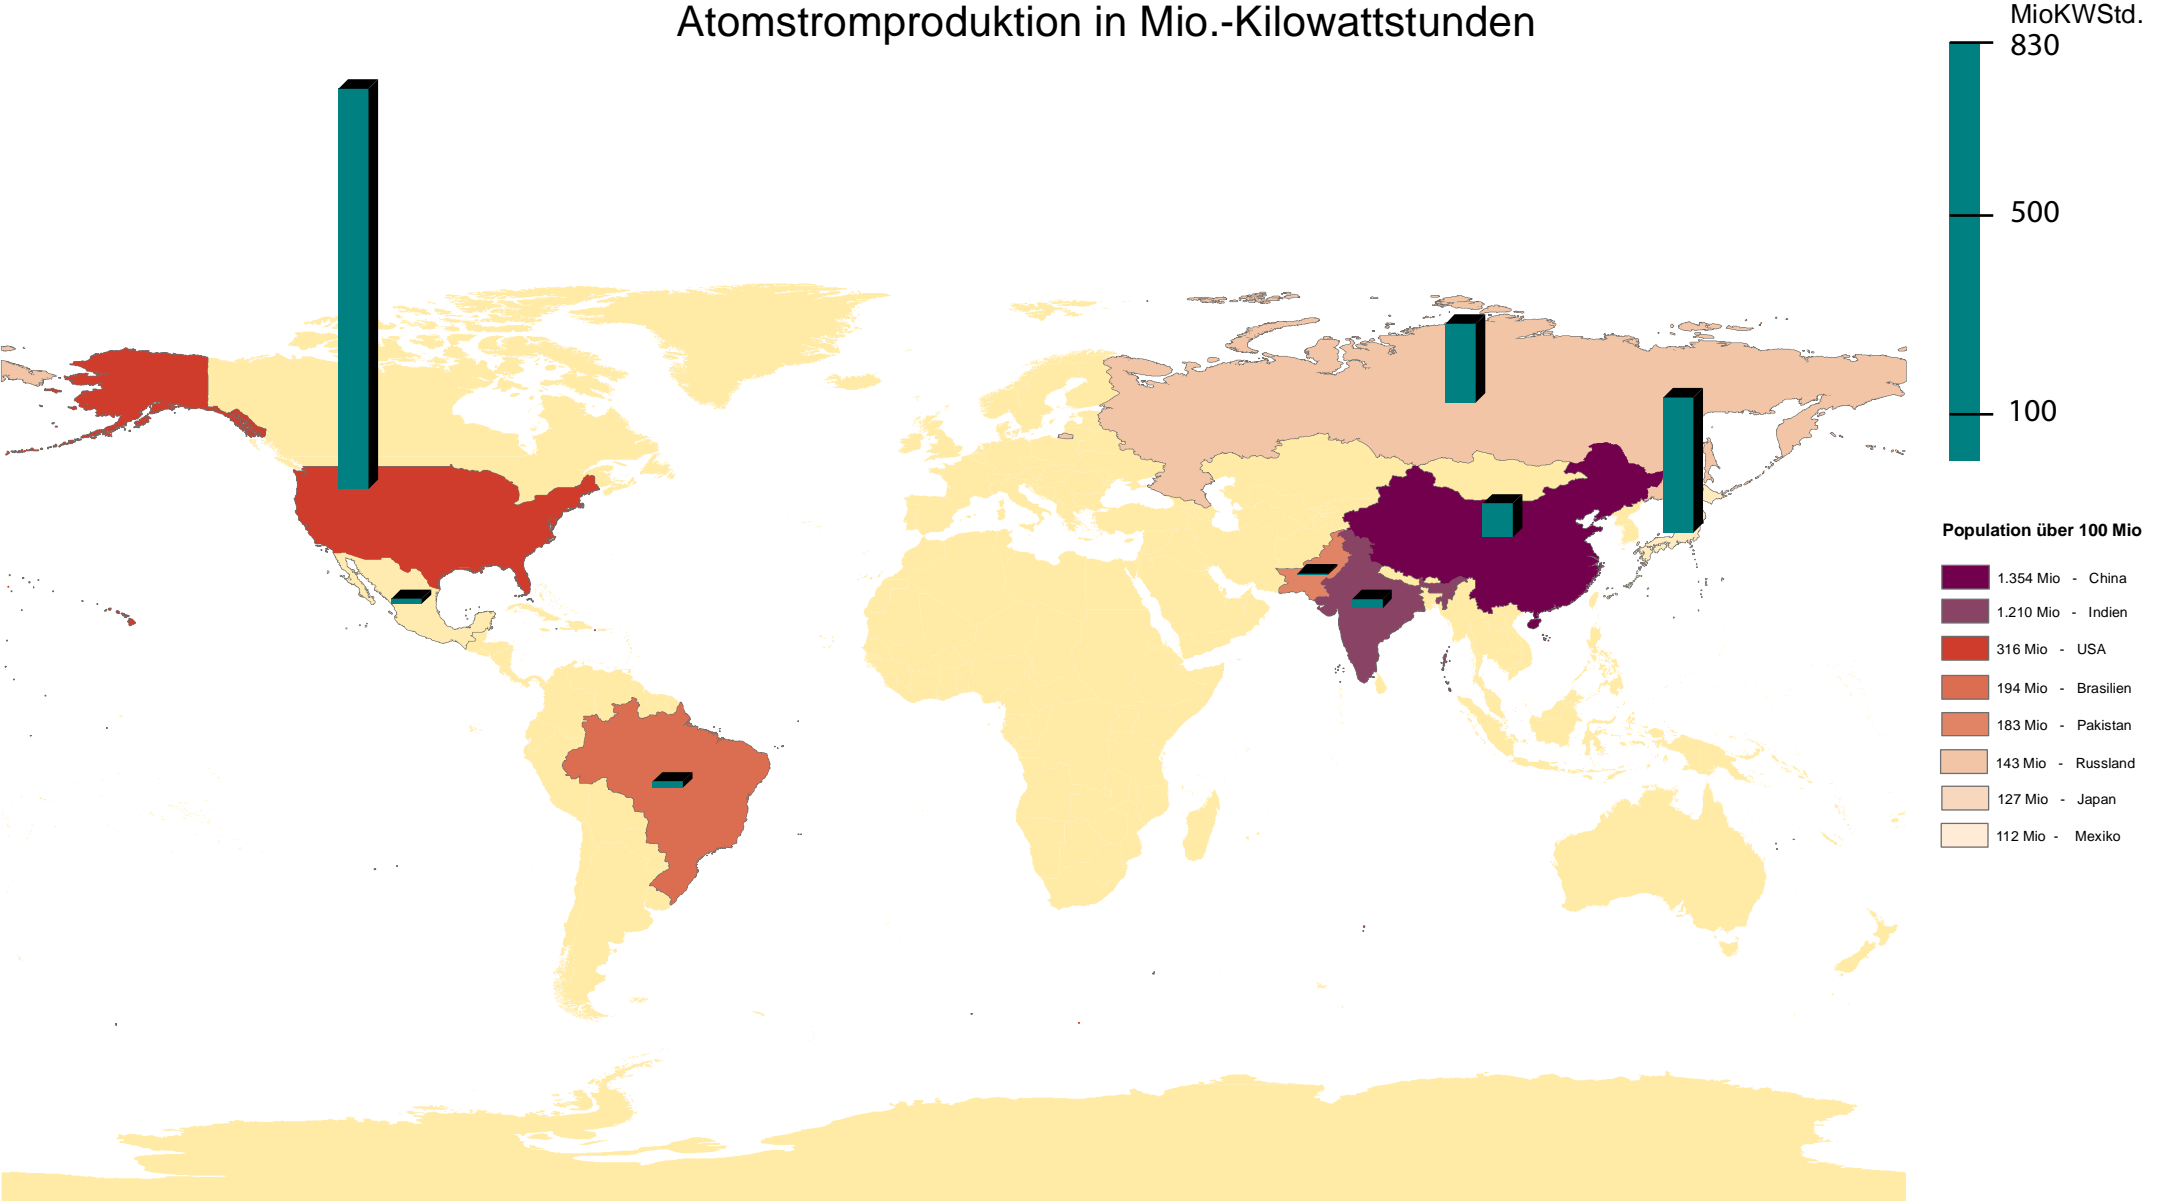 Atomstromproduktion in Mio.-Kilowattstunden
MioKWStd.
830
500
100
Population über 100 Mio
1.354 Mio - China
1.210 Mio - Indien
316 Mio - USA
194 Mio - Brasilien
183 Mio - Pakistan
143 Mio - Russland
127 Mio - Japan
112 Mio - Mexiko